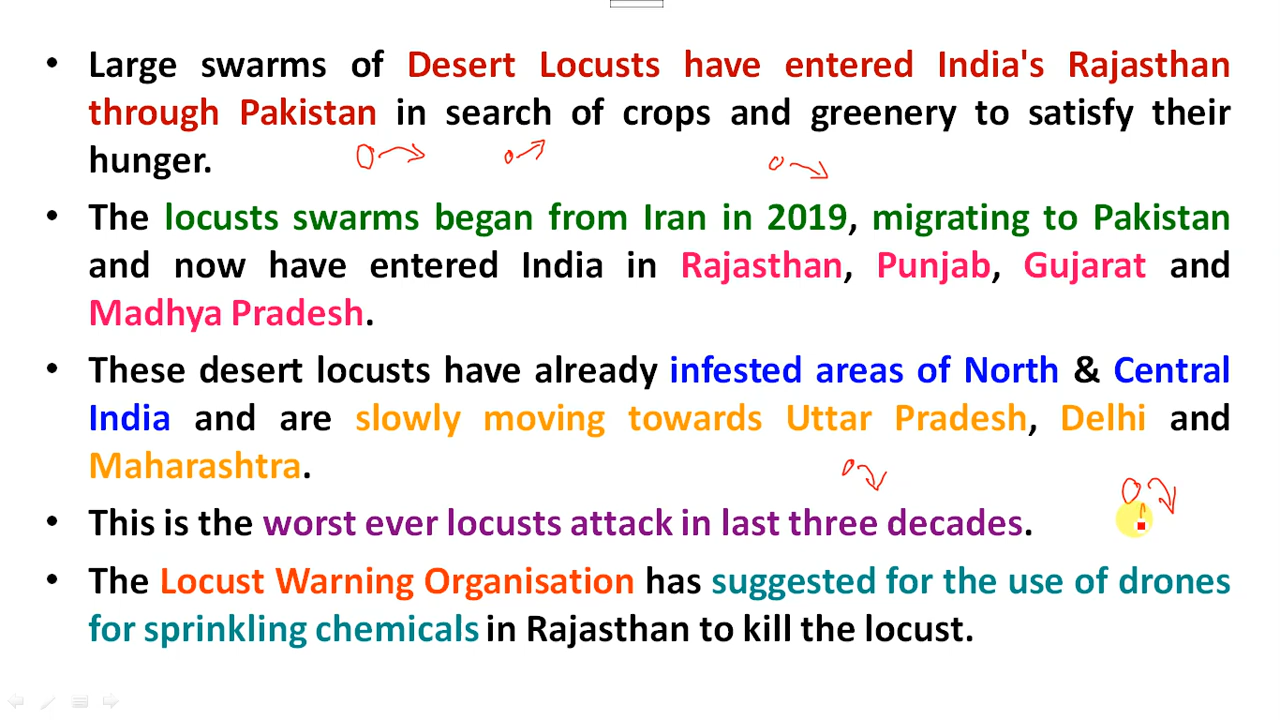 • Large swarms of Desert Locusts have entered India's Rajasthan
through Pakistan in search of crops and greenery to satisfy their
hunger.
• The locusts swarms began from Iran in 2019, migrating to Pakistan
and now have entered India in Rajasthan, Punjab, Gujarat and
Madhya Pradesh.
• These desert locusts have already infested areas of North & Central
India and are slowly moving towards Uttar Pradesh, Delhi and
Maharashtra.
• This is the worst ever locusts attack in last three decades.
• The Locust Warning Organisation has suggested for the use of drones
for sprinkling chemicals in Rajasthan to kill the locust.